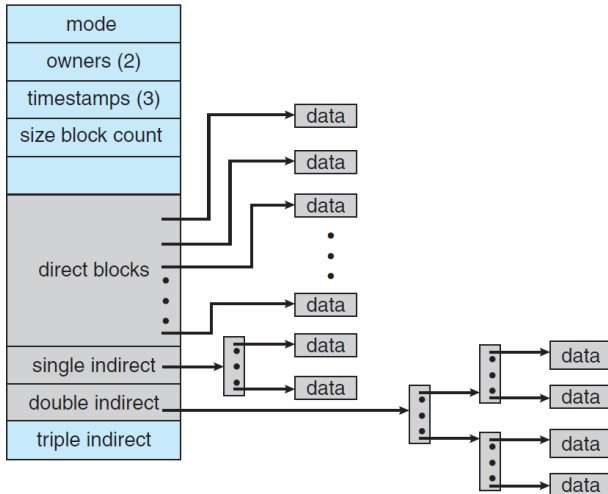 mode
owners (2)
timestamps (3)
size block count
direct blocks
single indirect
double indirect
triple indirect
data
data
data
data
data
data
data
data
data
data